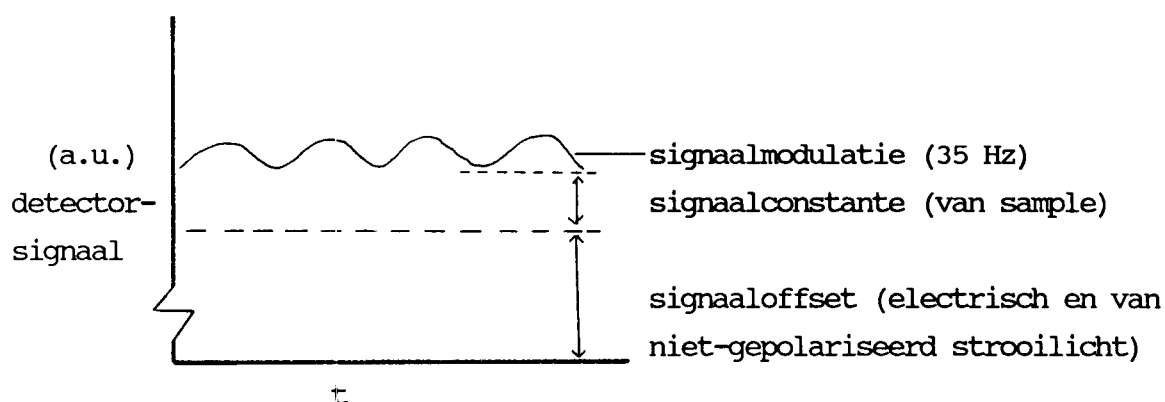 (a.u.)
detector-
signaal
signaalmodulatie (35 Hz)
signaalconstante (van sample)
signaaloffset (electrisch en van
niet-gepolariseerd strooilicht)
t